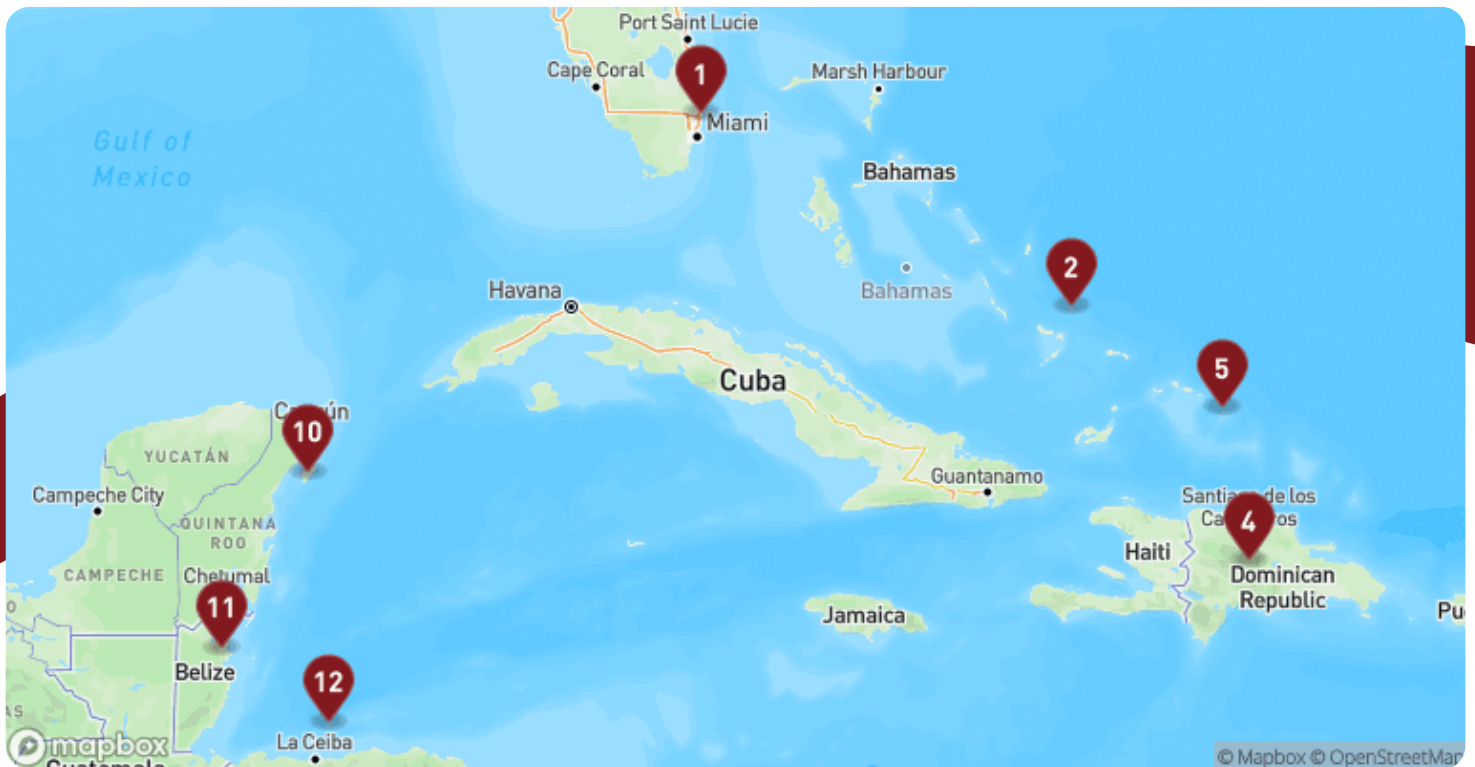 Port Saint Lucie
Cape Coral
1
Marsh Harbour
Miami
Gulf of
Mexico
Bahamas
2
Havana
Bahamas
5
Cuba
10
YUCATÁN
Campeche City
Guantanamo
QUINTANA
ROO
4
Haiti
CAMPECHE
Chetumal
Dominican
Republic
11
Jamaica
Belize
12
La Ceiba
mapbox
© Mapbox © OpenStreetMap